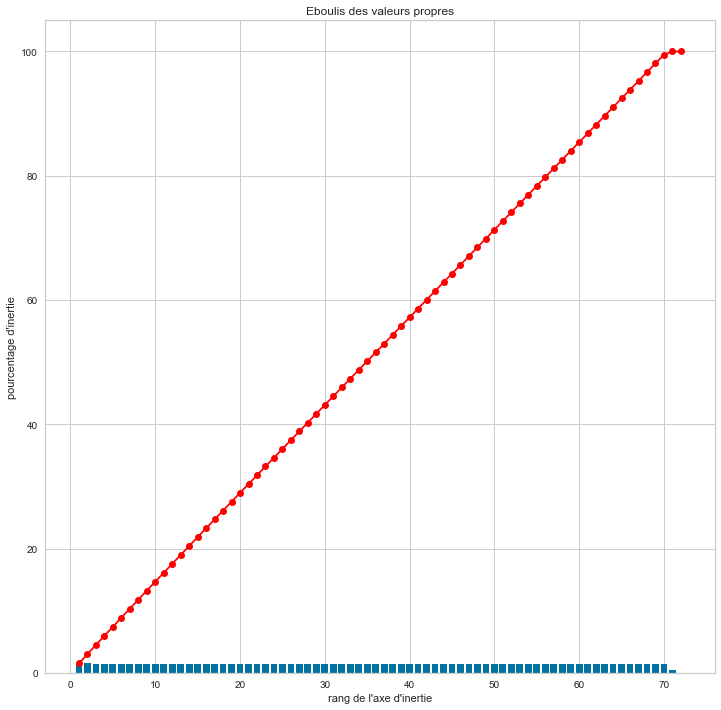 Eboulis des valeurs propres
pourcentage d'inertie
100
80
60
40
20
0
0 10 20 30 40 50 60 70
rang de l'axe d'inertie